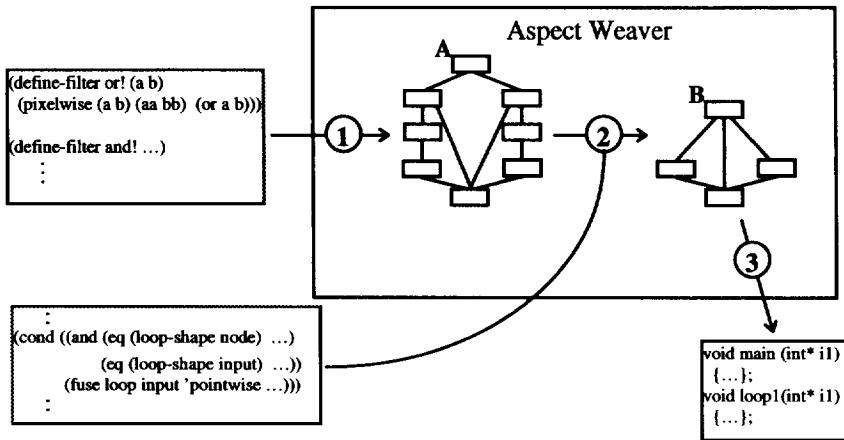 Aspect Weaver
A
B
(define-filter or! (a b)
(pixelwise (a b) (aa bb) (or a b)))
(define-filter and! ...)
⋮
1
2
3
⋮
(cond ((and (eq (loop-shape node) ...)
(eq (loop-shape input) ...))
(fuse loop input 'pointwise ...)))
⋮
void main (int* i1)
{...};
void loop1(int* i1)
{...};